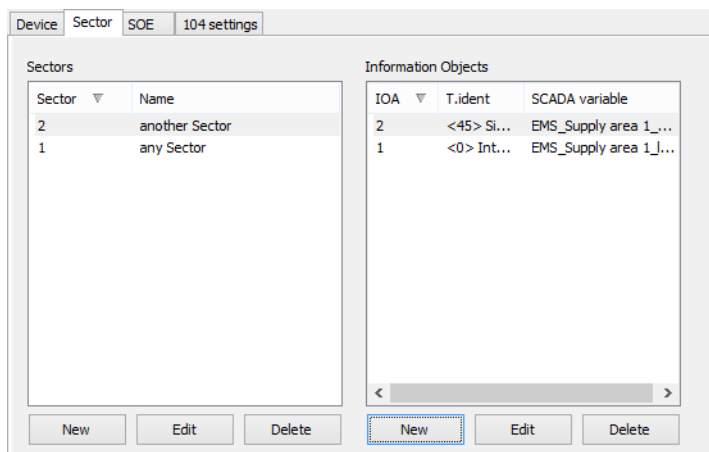 Device Sector SOE 104 settings
Sectors
Sector Name
2 another Sector
1 any Sector
New Edit Delete
Information Objects
IOA T.ident SCADA variable
2 <45> Si... EMS_Supply area 1_...
1 <0> Int... EMS_Supply area 1_l...
New Edit Delete